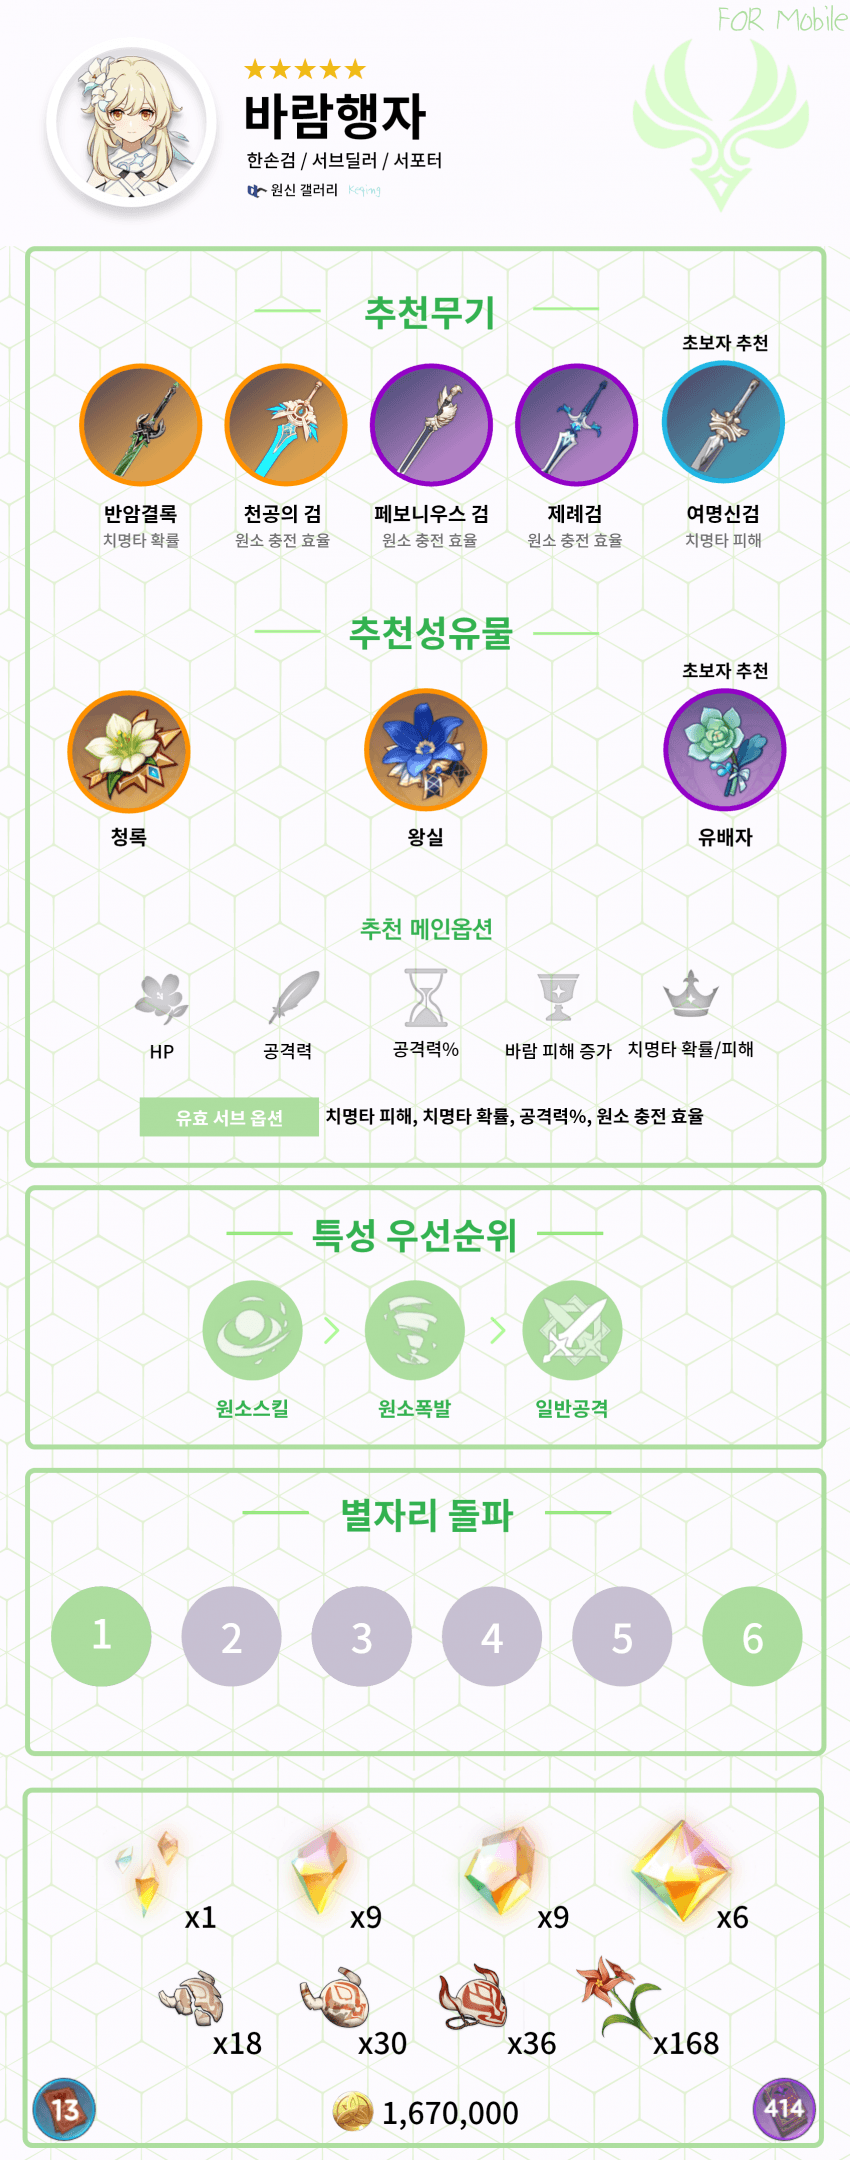 FOR Mobile
바람행자
한손검 / 서브딜러 / 서포터
원신 갤러리 Keqing
추천무기
초보자 추천
반암결록 천공의 검 페보니우스 검 제례검 여명신검
치명타 확률 원소 충전 효율 원소 충전 효율 원소 충전 효율 치명타 피해
추천성유물
초보자 추천
청록 왕실 유배자
추천 메인옵션
HP 공격력 공격력% 바람 피해 증가 치명타 확률/피해
유효 서브 옵션 치명타 피해, 치명타 확률, 공격력%, 원소 충전 효율
특성 우선순위
원소스킬 원소폭발 일반공격
별자리 돌파
1 2 3 4 5 6
x1 x9 x9 x6
x18 x30 x36 x168
13 1,670,000 414